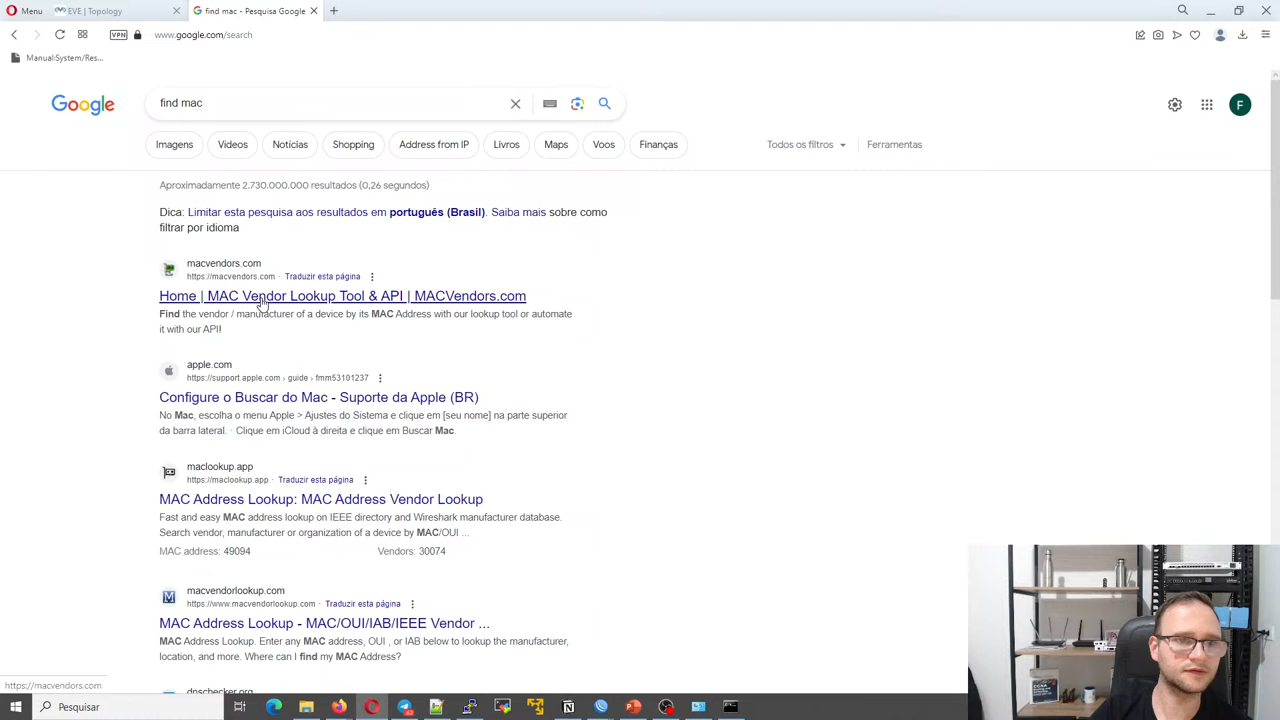 Menu
EVE | Topology
find mac - Pesquisa Google
VPN
www.google.com/search
Manual:System/Res...
Google
find mac
F
Imagens
Vídeos
Notícias
Shopping
Address from IP
Livros
Maps
Voos
Finanças
Todos os filtros
Ferramentas
Aproximadamente 2.730.000.000 resultados (0,26 segundos)
Dica: Limitar esta pesquisa aos resultados em português (Brasil). Saiba mais sobre como
filtrar por idioma
macvendors.com
https://macvendors.com · Traduzir esta página
Home | MAC Vendor Lookup Tool & API | MACVendors.com
Find the vendor / manufacturer of a device by its MAC Address with our lookup tool or automate
it with our API!
apple.com
https://support.apple.com › guide › fmm53101237
Configure o Buscar do Mac - Suporte da Apple (BR)
No Mac, escolha o menu Apple > Ajustes do Sistema e clique em [seu nome] na parte superior
da barra lateral. · Clique em iCloud à direita e clique em Buscar Mac.
maclookup.app
https://maclookup.app · Traduzir esta página
MAC Address Lookup: MAC Address Vendor Lookup
Fast and easy MAC address lookup on IEEE directory and Wireshark manufacturer database.
Search vendor, manufacturer or organization of a device by MAC/OUI ...
MAC address: 49094
Vendors: 30074
macvendorlookup.com
https://www.macvendorlookup.com · Traduzir esta página
MAC Address Lookup - MAC/OUI/IAB/IEEE Vendor ...
MAC Address Lookup. Enter any MAC address, OUI , or IAB below to lookup the manufacturer,
location, and more. Where can I find my MAC Address?
https://macvendors.com
dnschecker.org
CCNA
Pesquisar